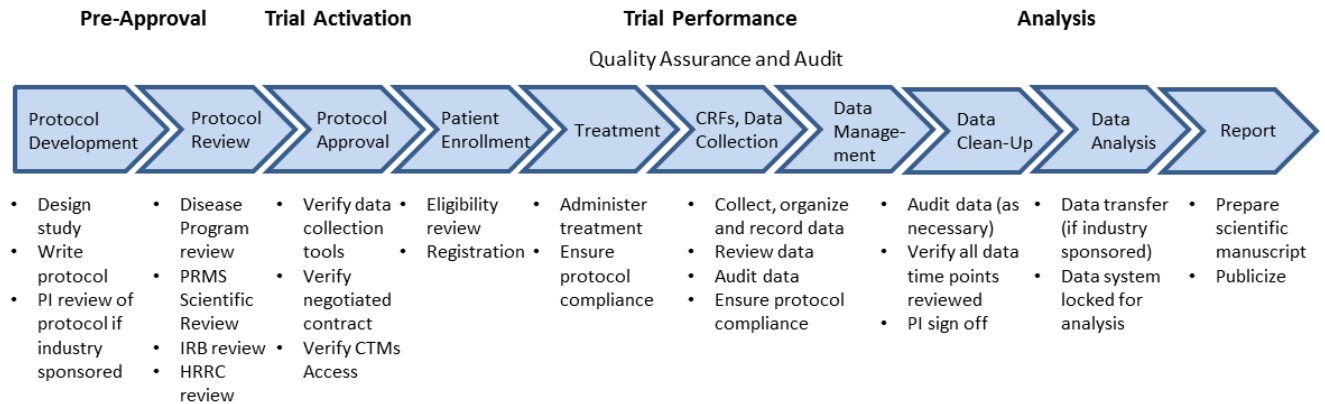 Pre-Approval
Trial Activation
Trial Performance
Analysis
Quality Assurance and Audit
Protocol
Development
Protocol
Review
Protocol
Approval
Patient
Enrollment
Treatment
CRFs, Data
Collection
Data
Manage-
ment
Data
Clean-Up
Data
Analysis
Report
• Design
study
• Write
protocol
• PI review of
protocol if
industry
sponsored
• Disease
Program
review
• PRMS
Scientific
Review
• IRB review
• HRRC
review
• Verify data
collection
tools
• Verify
negotiated
contract
• Verify CTMs
Access
• Eligibility
review
• Registration
• Administer
treatment
• Ensure
protocol
compliance
• Collect, organize
and record data
• Review data
• Audit data
• Ensure protocol
compliance
• Audit data (as
necessary)
• Verify all data
time points
reviewed
• PI sign off
• Data transfer
(if industry
sponsored)
• Data system
locked for
analysis
• Prepare
scientific
manuscript
• Publicize